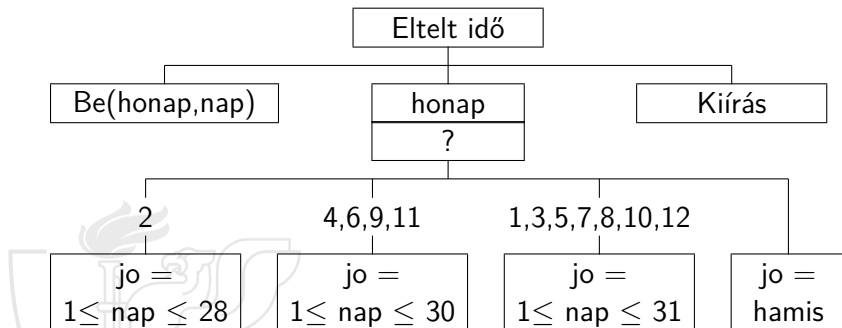 Eltelt idő
Be(honap,nap)
honap
?
Kiírás
2
4,6,9,11
1,3,5,7,8,10,12
jo =
1≤ nap ≤ 28
jo =
1≤ nap ≤ 30
jo =
1≤ nap ≤ 31
jo =
hamis